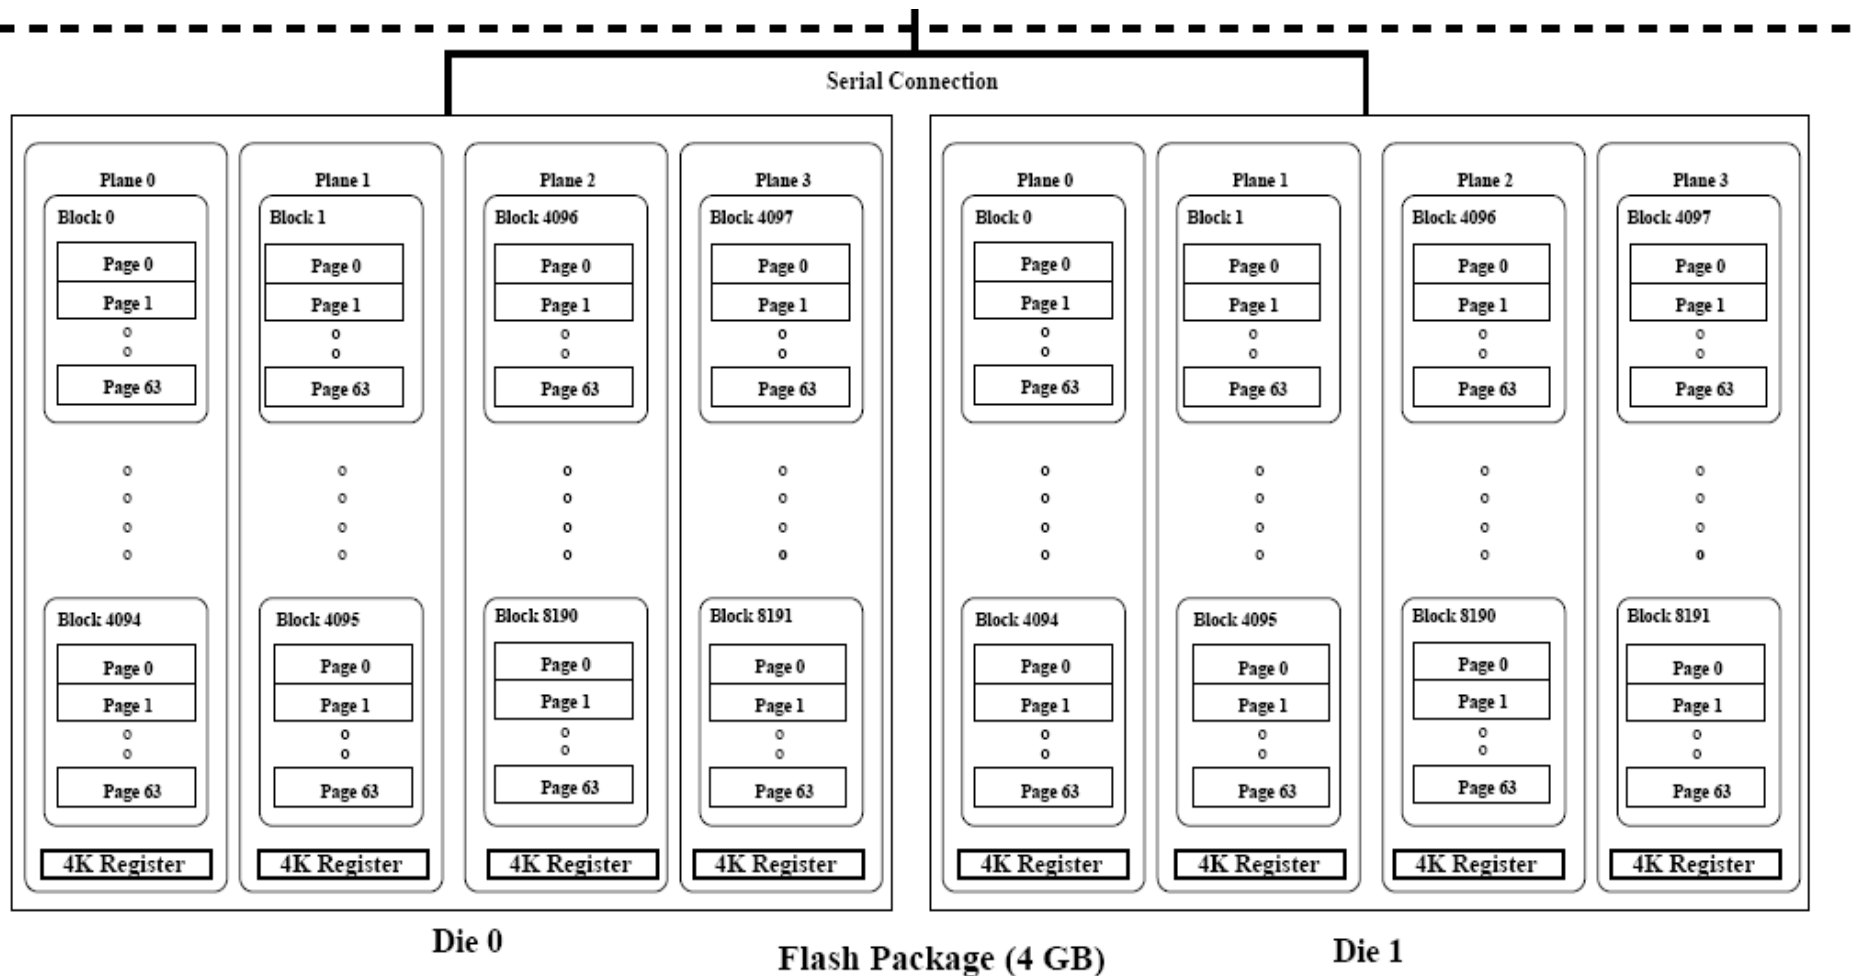 Serial Connection
Plane 0 Plane 1 Plane 2 Plane 3 Plane 0 Plane 1 Plane 2 Plane 3
Block 0 Block 1 Block 4096 Block 4097 Block 0 Block 1 Block 4096 Block 4097
Page 0 Page 0 Page 0 Page 0 Page 0 Page 0 Page 0 Page 0
Page 1 Page 1 Page 1 Page 1 Page 1 Page 1 Page 1 Page 1
Page 63 Page 63 Page 63 Page 63 Page 63 Page 63 Page 63 Page 63
Block 4094 Block 4095 Block 8190 Block 8191 Block 4094 Block 4095 Block 8190 Block 8191
Page 0 Page 0 Page 0 Page 0 Page 0 Page 0 Page 0 Page 0
Page 1 Page 1 Page 1 Page 1 Page 1 Page 1 Page 1 Page 1
Page 63 Page 63 Page 63 Page 63 Page 63 Page 63 Page 63 Page 63
4K Register 4K Register 4K Register 4K Register 4K Register 4K Register 4K Register 4K Register
Die 0 Flash Package (4 GB) Die 1